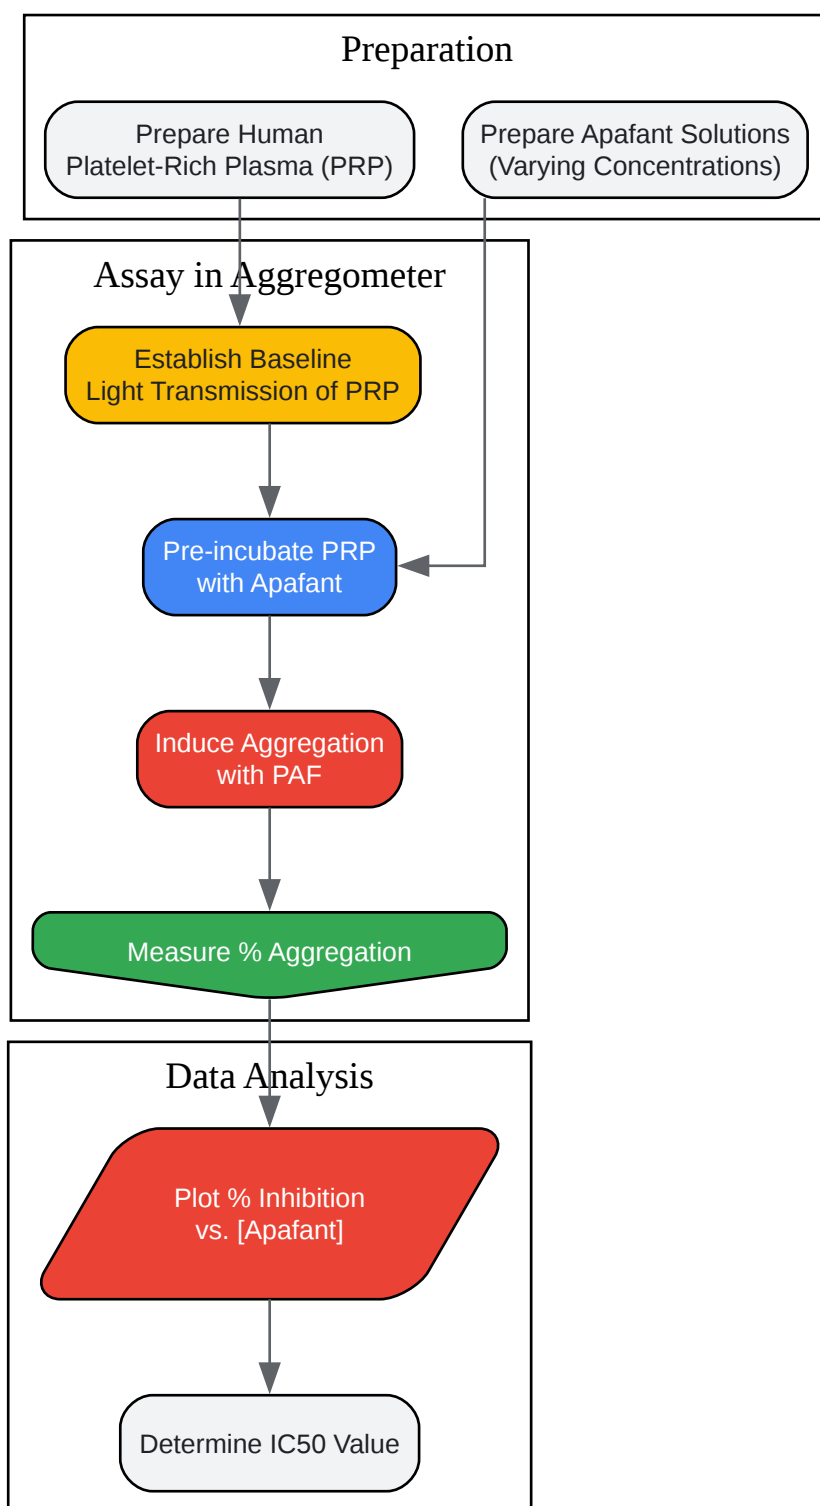 Preparation
Prepare Human
Platelet-Rich Plasma (PRP)
Prepare Apafant Solutions
(Varying Concentrations)
Assay in Aggregometer
Establish Baseline
Light Transmission of PRP
Pre-incubate PRP
with Apafant
Induce Aggregation
with PAF
Measure % Aggregation
Data Analysis
Plot % Inhibition
vs. [Apafant]
Determine IC50 Value